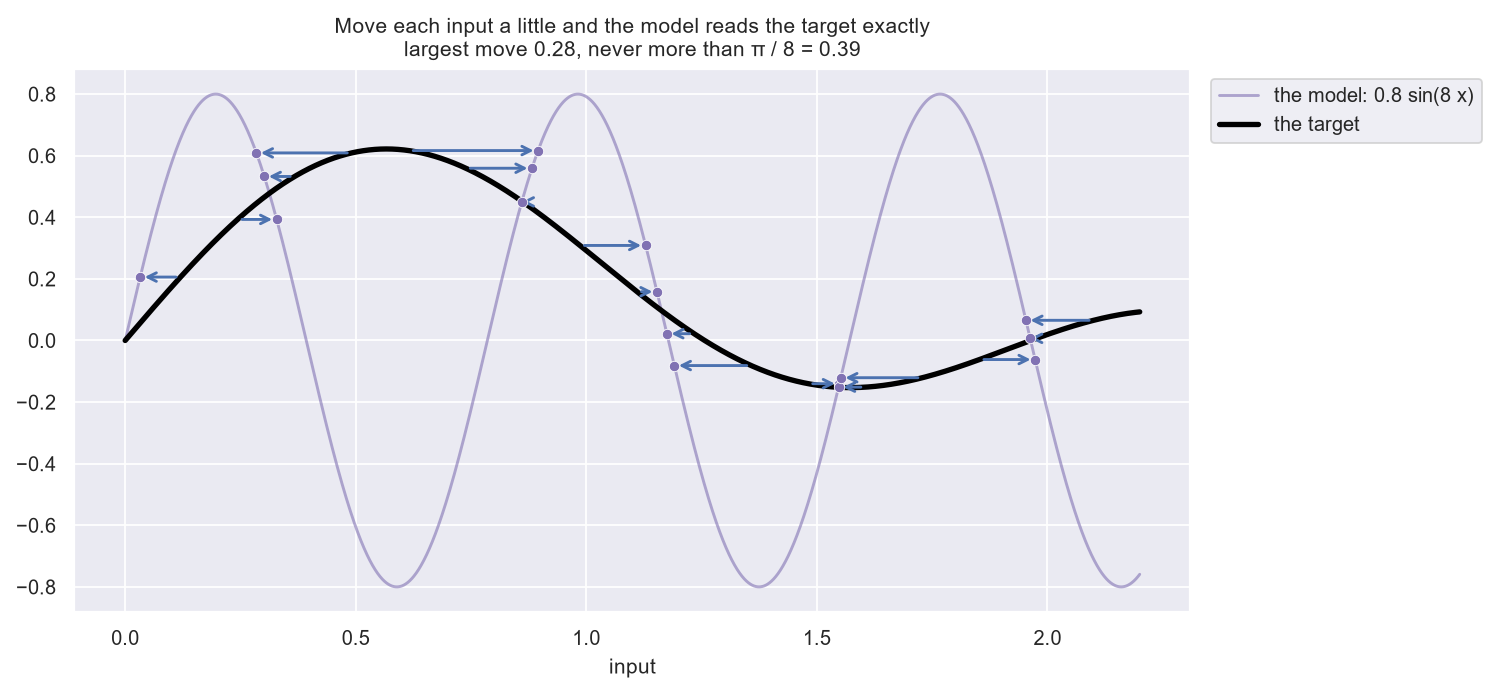 Move each input a little and the model reads the target exactly
largest move 0.28, never more than π / 8 = 0.39
the model: 0.8 sin(8 x)
the target
0.8
0.6
0.4
0.2
0.0
−0.2
−0.4
−0.6
−0.8
0.0 0.5 1.0 1.5 2.0
input